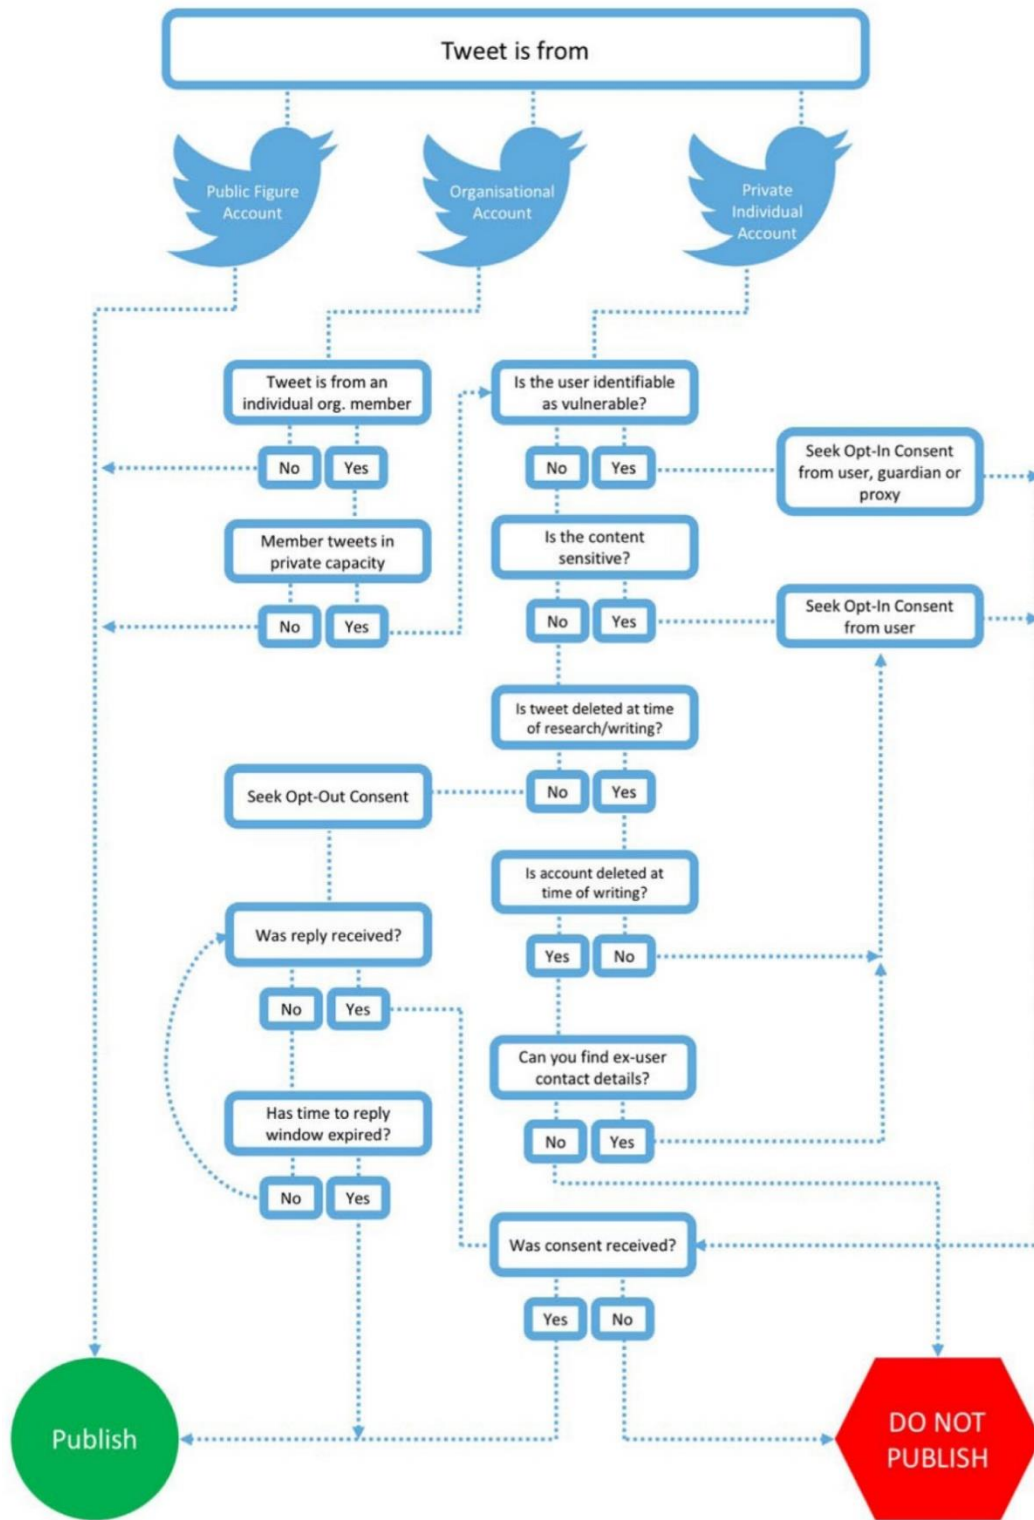 Tweet is from
Public Figure
Account
Organisational
Account
Private
Individual
Account
Tweet is from an
individual org. member
No
Yes
Is the user identifiable
as vulnerable?
No
Yes
Seek Opt-In Consent
from user, guardian or
proxy
Member tweets in
private capacity
No
Yes
Is the content
sensitive?
No
Yes
Seek Opt-In Consent
from user
Is tweet deleted at time
of research/writing?
No
Yes
Seek Opt-Out Consent
Is account deleted at
time of writing?
Yes
No
Was reply received?
No
Yes
Can you find ex-user
contact details?
No
Yes
Has time to reply
window expired?
No
Yes
Was consent received?
Yes
No
Publish
DO NOT
PUBLISH